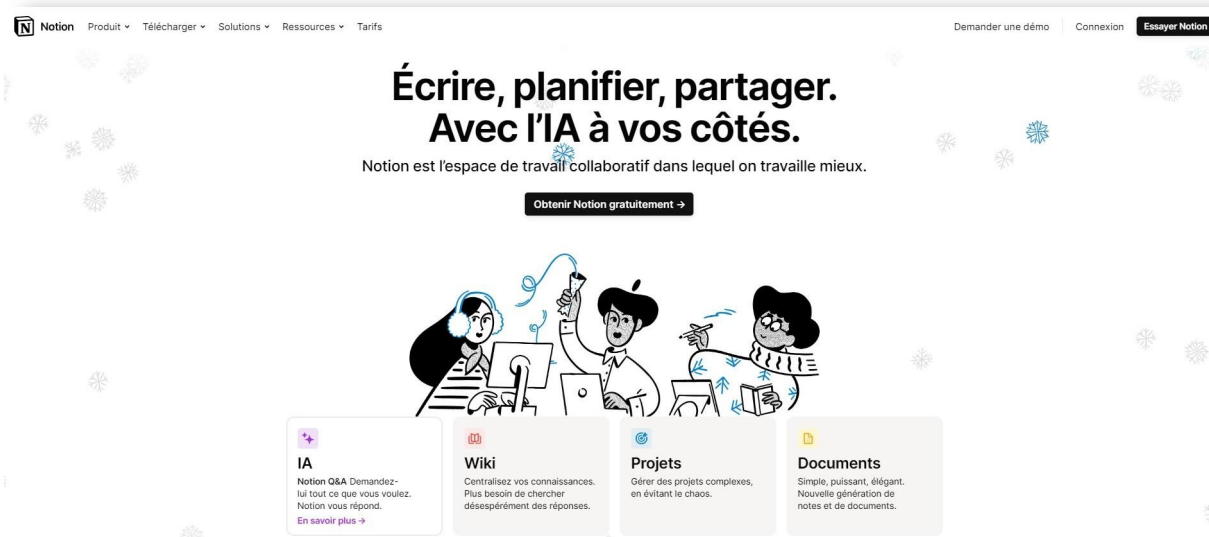 Notion Produit Télécharger Solutions Ressources Tarifs Demander une démo Connexion Essayer Notion
Écrire, planifier, partager.
Avec l’IA à vos côtés.
Notion est l’espace de travail collaboratif dans lequel on travaille mieux.
Obtenir Notion gratuitement →
IA
Notion Q&A Demandez-
lui tout ce que vous voulez.
Notion vous répond.
En savoir plus →
Wiki
Centralisez vos connaissances.
Plus besoin de chercher
désespérément des réponses.
Projets
Gérer des projets complexes,
en évitant le chaos.
Documents
Simple, puissant, élégant.
Nouvelle génération de
notes et de documents.